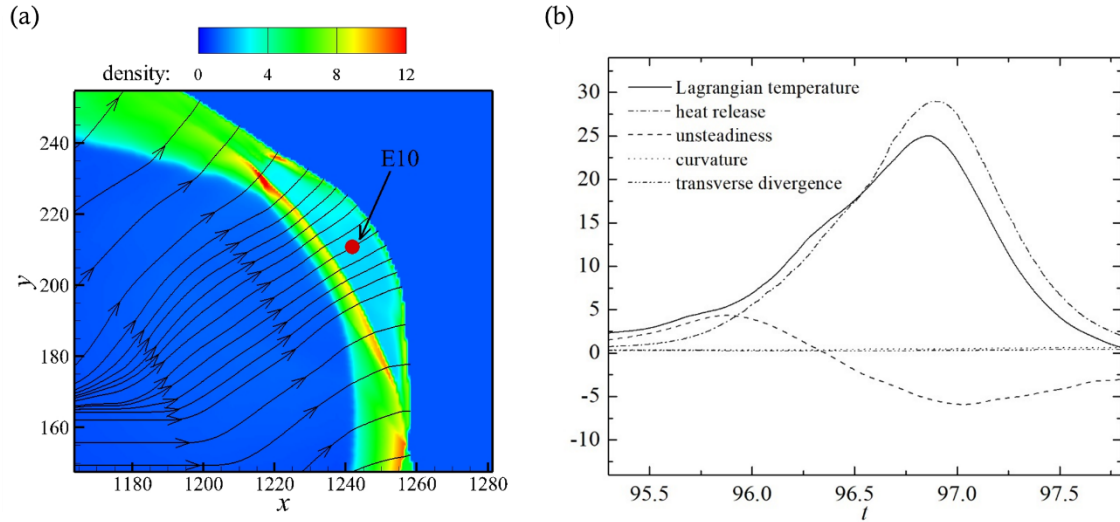 (a)
density:
0 4 8 12
240
220
200
180
160
y
1180 1200 1220 1240 1260 1280
x
E10
(b)
30
25
20
15
10
5
0
-5
-10
Lagrangian temperature
heat release
unsteadiness
curvature
transverse divergence
95.5 96.0 96.5 97.0 97.5
t